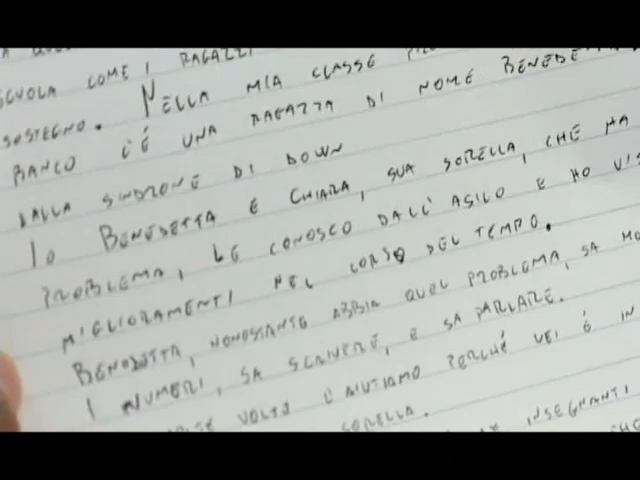 SCUOLA COME I RAGAZZI
SOSTEGNO. NELLA MIA CLASSE
BANCO C'É UNA RAGAZZA DI NOME
DALLA SINDROME DI DOWN
IO BENEDETTA E CHIARA, SUA SORELLA, CHE HA
PROBLEMA, LE CONOSCO DALL'ASILO E HO
MIGLIORAMENTI NEL CORSO DEL TEMPO.
BENEDETTA, NONOSTANTE ABBIA QUEL PROBLEMA, SA
I NUMERI, SA SCRIVERE, E SA PARLARE.
VOLTE L'AIUTIAMO PERCHÉ LEI É IN
SORELLA.
INSEGNANTI